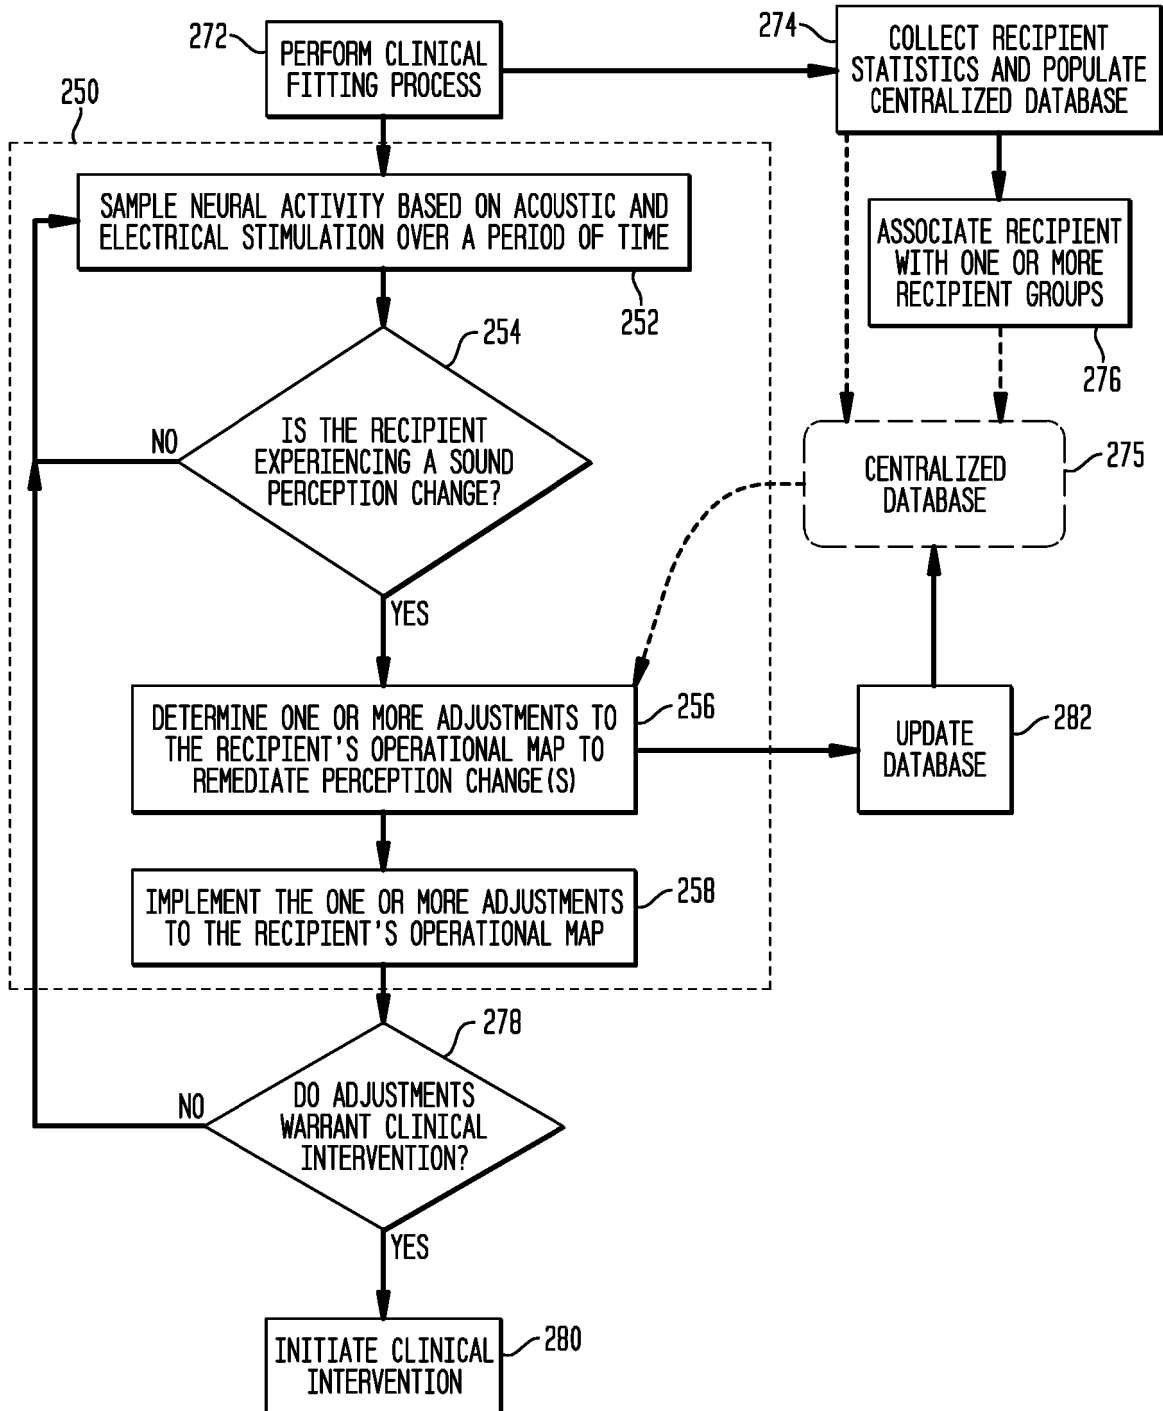 272
PERFORM CLINICAL
FITTING PROCESS
274
COLLECT RECIPIENT
STATISTICS AND POPULATE
CENTRALIZED DATABASE
250
SAMPLE NEURAL ACTIVITY BASED ON ACOUSTIC AND
ELECTRICAL STIMULATION OVER A PERIOD OF TIME
252
ASSOCIATE RECIPIENT
WITH ONE OR MORE
RECIPIENT GROUPS
276
254
IS THE RECIPIENT
EXPERIENCING A SOUND
PERCEPTION CHANGE?
NO
YES
CENTRALIZED
DATABASE
275
DETERMINE ONE OR MORE ADJUSTMENTS TO
THE RECIPIENT'S OPERATIONAL MAP TO
REMEDIATE PERCEPTION CHANGE(S)
256
UPDATE
DATABASE
282
IMPLEMENT THE ONE OR MORE ADJUSTMENTS
TO THE RECIPIENT'S OPERATIONAL MAP
258
278
DO ADJUSTMENTS
WARRANT CLINICAL
INTERVENTION?
NO
YES
INITIATE CLINICAL
INTERVENTION
280